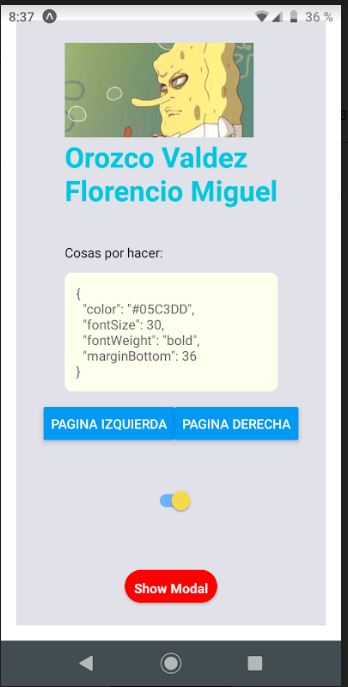 8:37
36 %
Orozco Valdez
Florencio Miguel
Cosas por hacer:
{
"color": "#05C3DD",
"fontSize": 30,
"fontWeight": "bold",
"marginBottom": 36
}
PAGINA IZQUIERDA PAGINA DERECHA
Show Modal